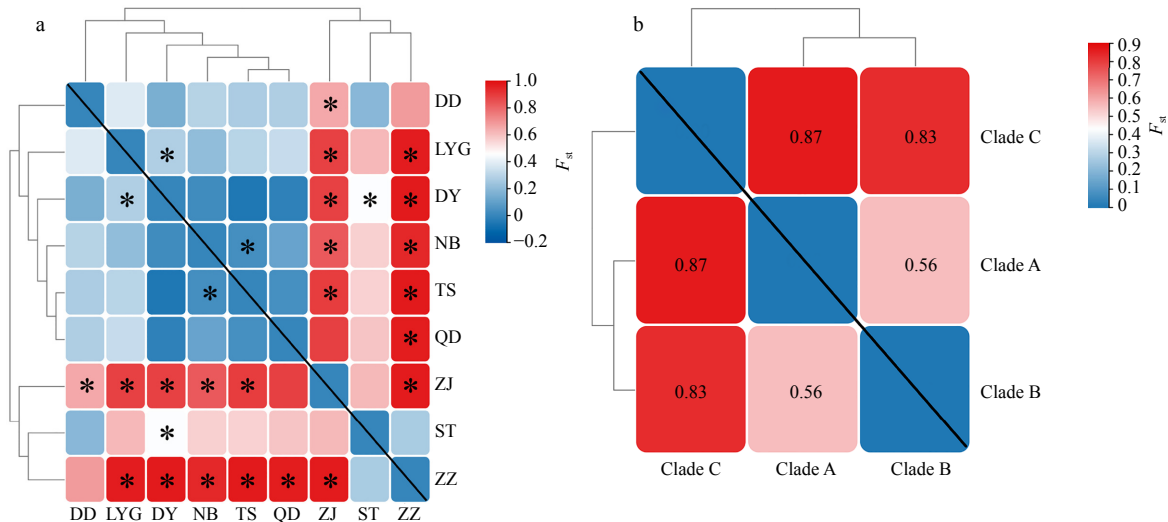 a
DD
LYG
DY
NB
TS
QD
ZJ
ST
ZZ
DD LYG DY NB TS QD ZJ ST ZZ
*
* * *
* * * *
* * *
* * *
*
* * * * * *
*
* * * * * *
1.0
0.8
0.6
0.4
0.2
0
−0.2
Fst
b
0.87 0.83
0.87 0.56
0.83 0.56
Clade C
Clade A
Clade B
Clade C Clade A Clade B
0.9
0.8
0.7
0.6
0.5
0.4
0.3
0.2
0.1
0
Fst